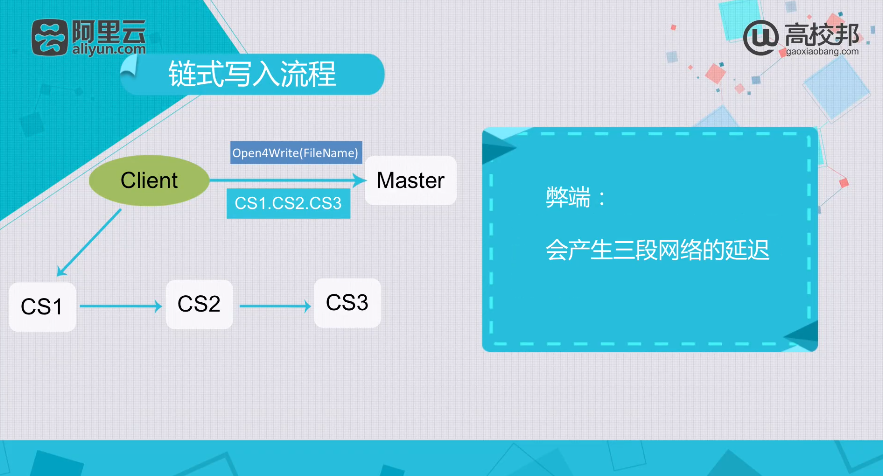 阿里云
aliyun.com
高校邦
gaoxiaobang.com
链式写入流程
Open4Write(FileName)
Client
Master
CS1.CS2.CS3
CS1
CS2
CS3
弊端：
会产生三段网络的延迟